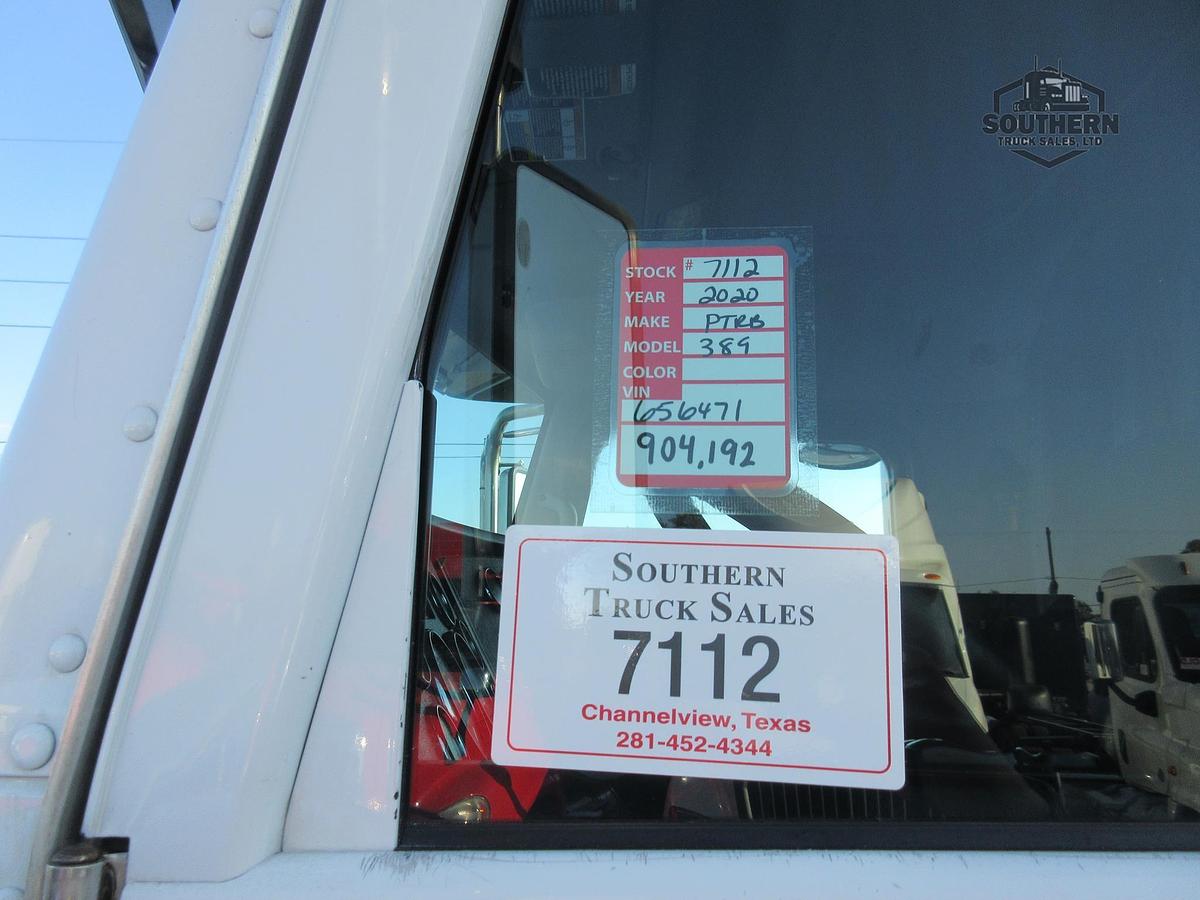 SOUTHERN
TRUCK SALES, LTD
STOCK # 7112
YEAR 2020
MAKE PTRB
MODEL 389
COLOR
VIN
656471
904,192
SOUTHERN
TRUCK SALES
7112
Channelview, Texas
281-452-4344